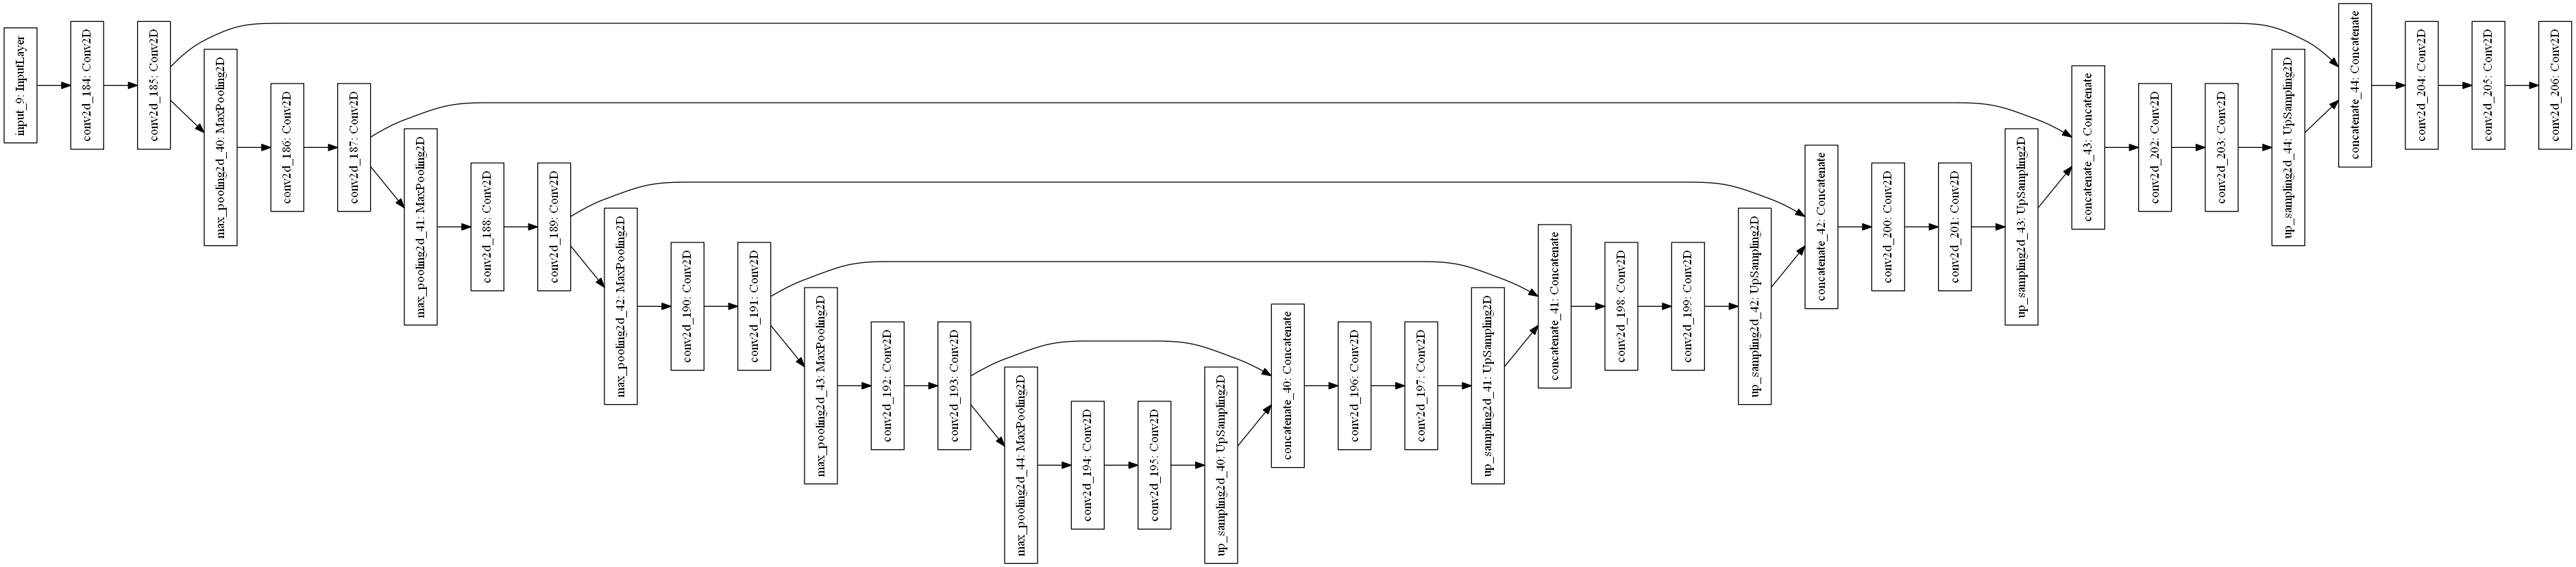 input_9: InputLayer
conv2d_184: Conv2D
conv2d_185: Conv2D
max_pooling2d_40: MaxPooling2D
conv2d_186: Conv2D
conv2d_187: Conv2D
max_pooling2d_41: MaxPooling2D
conv2d_188: Conv2D
conv2d_189: Conv2D
max_pooling2d_42: MaxPooling2D
conv2d_190: Conv2D
conv2d_191: Conv2D
max_pooling2d_43: MaxPooling2D
conv2d_192: Conv2D
conv2d_193: Conv2D
max_pooling2d_44: MaxPooling2D
conv2d_194: Conv2D
conv2d_195: Conv2D
up_sampling2d_40: UpSampling2D
concatenate_40: Concatenate
conv2d_196: Conv2D
conv2d_197: Conv2D
up_sampling2d_41: UpSampling2D
concatenate_41: Concatenate
conv2d_198: Conv2D
conv2d_199: Conv2D
up_sampling2d_42: UpSampling2D
concatenate_42: Concatenate
conv2d_200: Conv2D
conv2d_201: Conv2D
up_sampling2d_43: UpSampling2D
concatenate_43: Concatenate
conv2d_202: Conv2D
conv2d_203: Conv2D
up_sampling2d_44: UpSampling2D
concatenate_44: Concatenate
conv2d_204: Conv2D
conv2d_205: Conv2D
conv2d_206: Conv2D